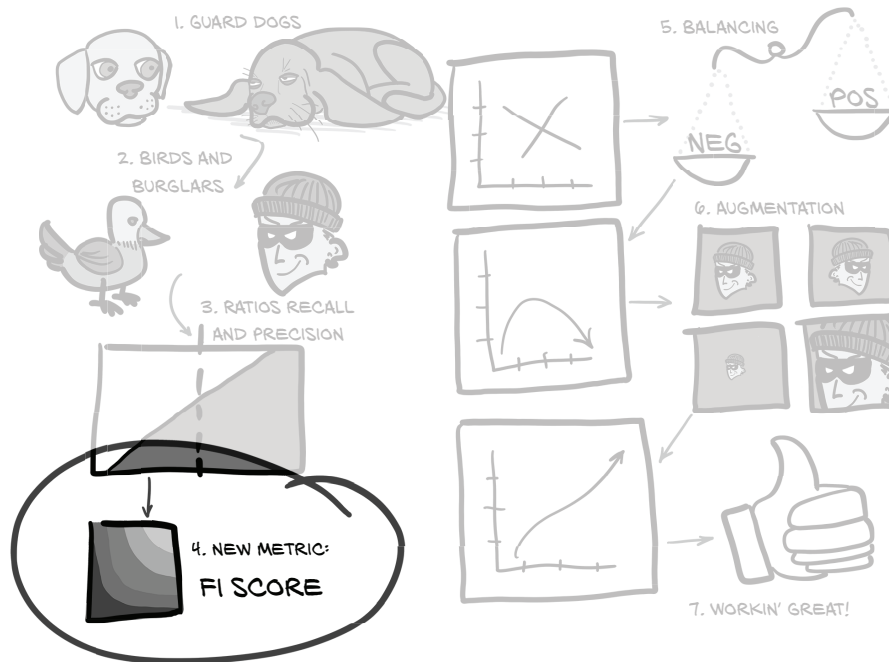 1. GUARD DOGS
2. BIRDS AND
BURGLARS
3. RATIOS RECALL
AND PRECISION
4. NEW METRIC:
F1 SCORE
5. BALANCING
NEG
POS
6. AUGMENTATION
7. WORKIN' GREAT!